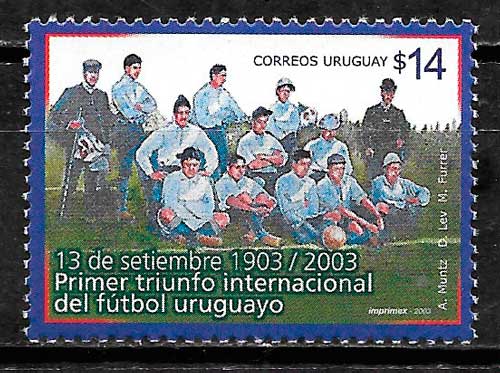 CORREOS URUGUAY $14
13 de setiembre 1903 / 2003
Primer triunfo internacional
del fútbol uruguayo
imprimex - 2003
A. Muntz D. Lev M. Furrer